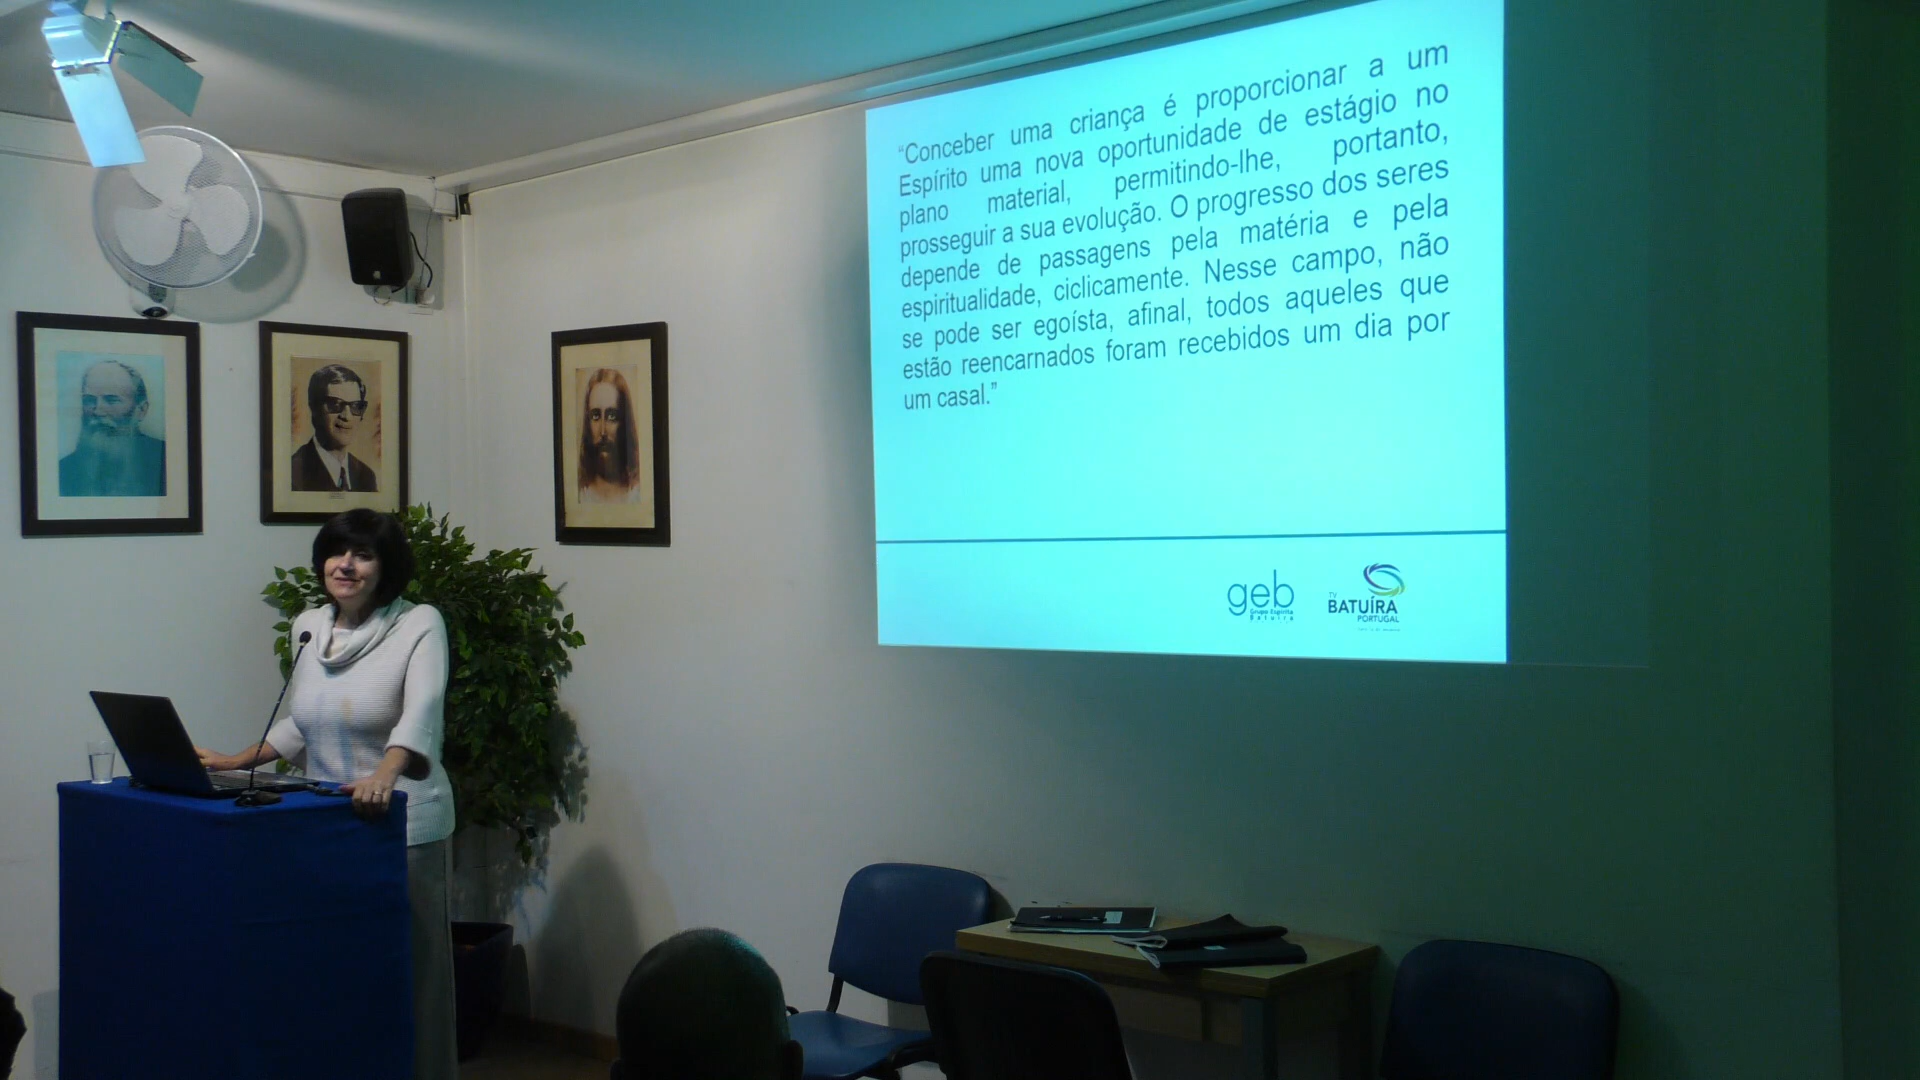 “Conceber uma criança é proporcionar a um
Espírito uma nova oportunidade de estágio no
plano material, permitindo-lhe, portanto,
prosseguir a sua evolução. O progresso dos seres
depende de passagens pela matéria e pela
espiritualidade, ciclicamente. Nesse campo, não
se pode ser egoísta, afinal, todos aqueles que
estão reencarnados foram recebidos um dia por
um casal.”
geb
Grupo Espírita
Batuíra
TV
BATUÍRA
PORTUGAL